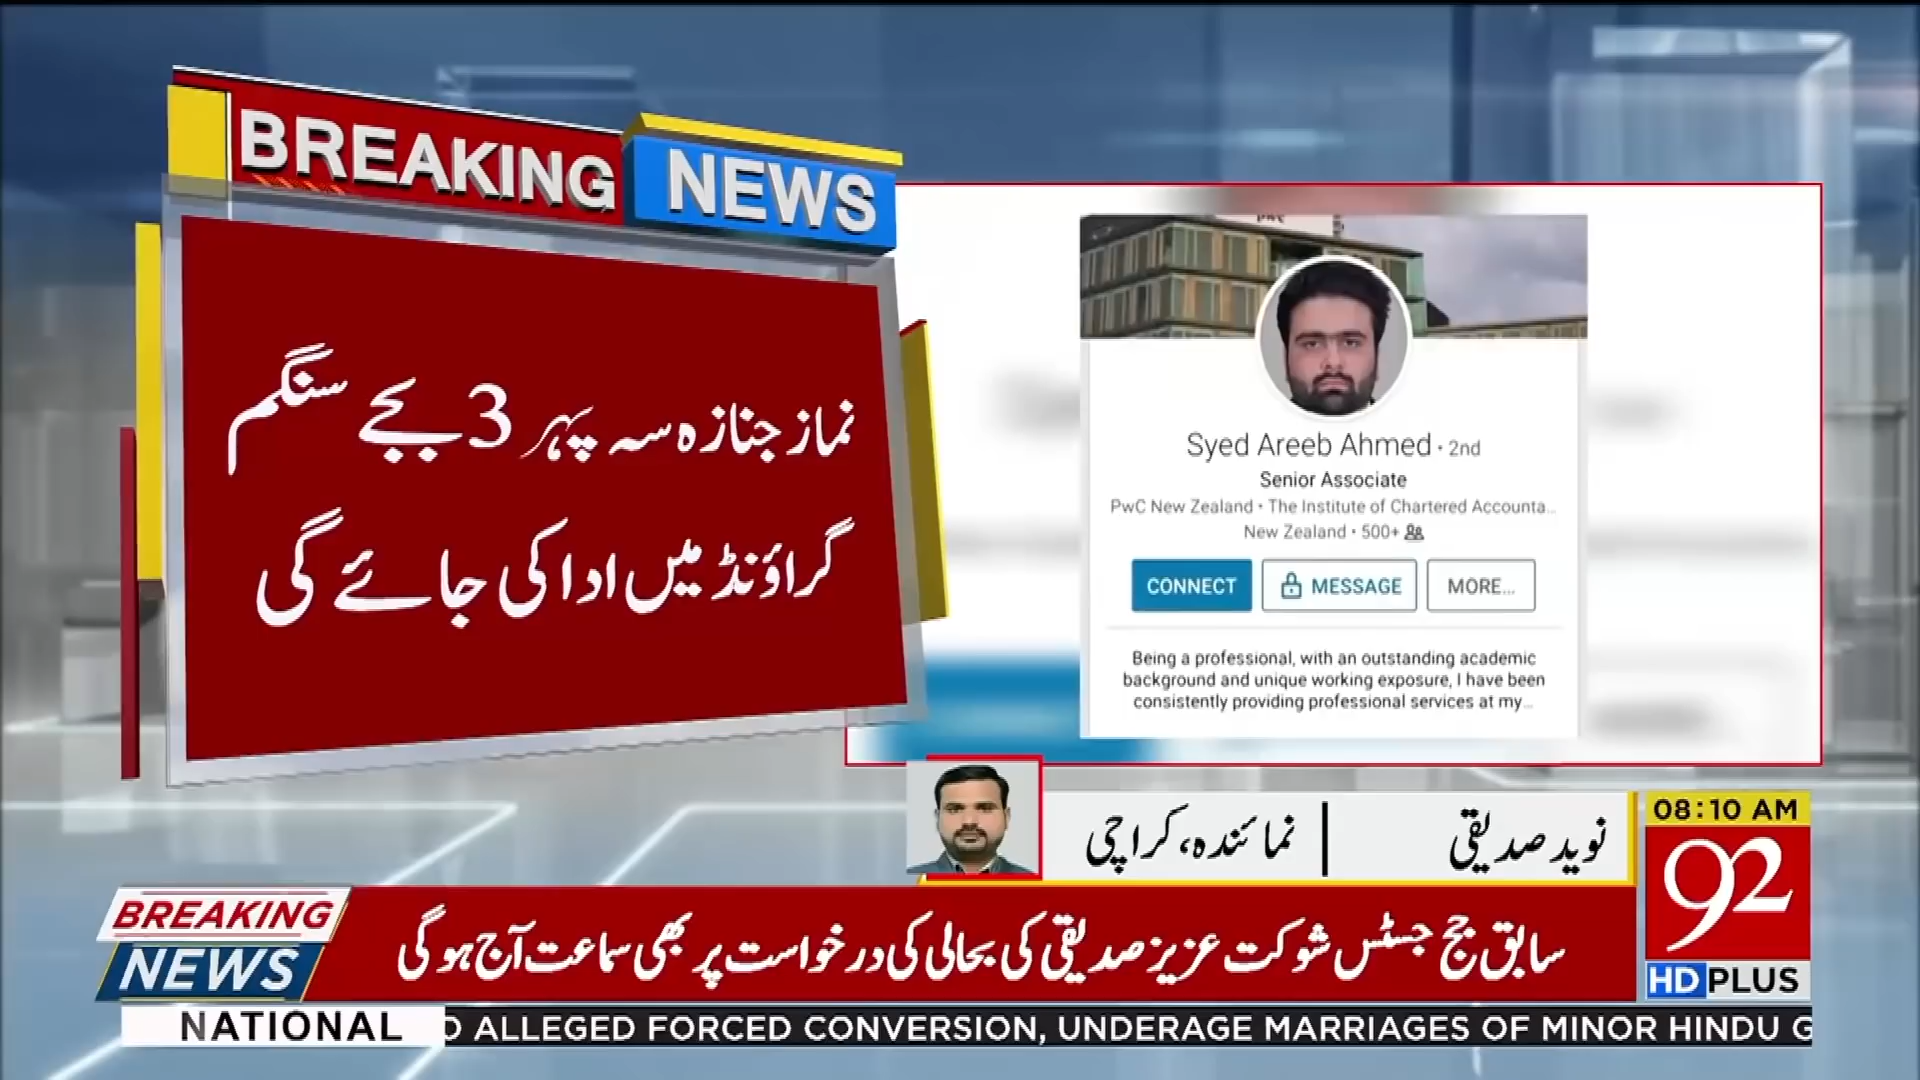 BREAKING NEWS
نماز جنازہ سہ پہر 3 بجے سنگم
گراؤنڈ میں ادا کی جائے گی
pwc
Syed Areeb Ahmed · 2nd
Senior Associate
PwC New Zealand • The Institute of Chartered Accounta...
New Zealand • 500+
CONNECT
MESSAGE
MORE...
Being a professional, with an outstanding academic
background and unique working exposure, I have been
consistently providing professional services at my...
نوید صدیقی | نمائندہ، کراچی
08:10 AM
92
HD PLUS
BREAKING
NEWS
سابق جج جسٹس شوکت عزیز صدیقی کی بحالی کی درخواست پر بھی سماعت آج ہو گی
NATIONAL
O ALLEGED FORCED CONVERSION, UNDERAGE MARRIAGES OF MINOR HINDU G